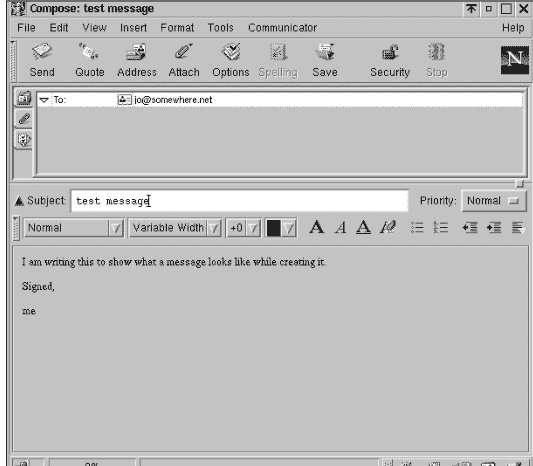 Compose: test message
File Edit View Insert Format Tools Communicator Help
Send Quote Address Attach Options Spelling Save Security Stop
N
To: jo@somewhere.net
Subject: test message Priority: Normal
Normal Variable Width +0 A A A
I am writing this to show what a message looks like while creating it.
Signed,
me
0%